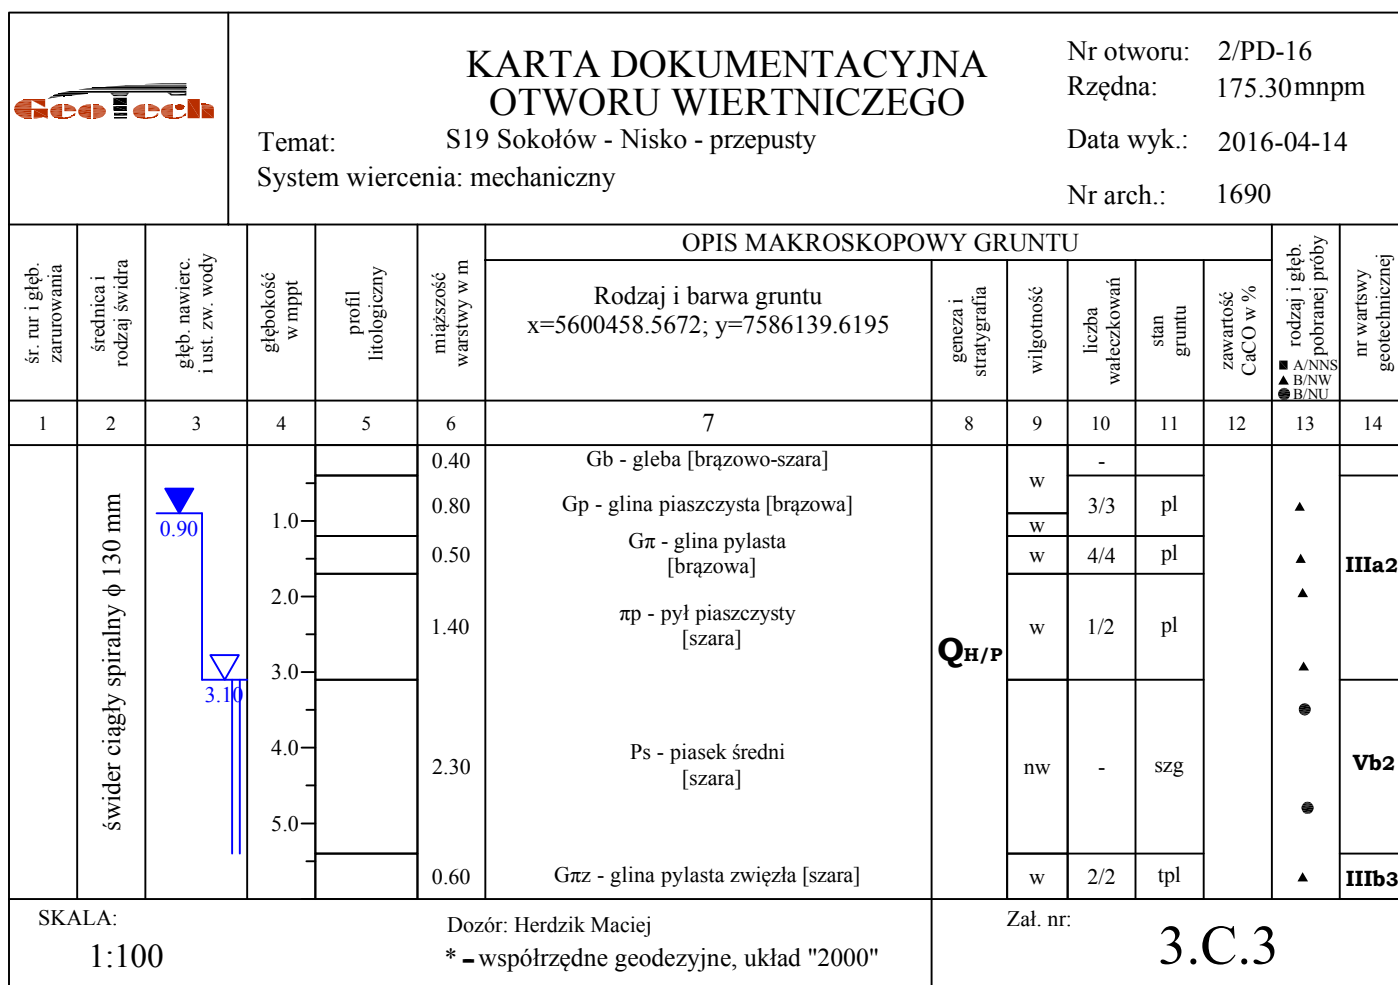 GeoTech
KARTA DOKUMENTACYJNA
OTWORU WIERTNICZEGO
Temat: S19 Sokołów - Nisko - przepusty
System wiercenia: mechaniczny
Nr otworu: 2/PD-16
Rzędna: 175.30mnpm
Data wyk.: 2016-04-14
Nr arch.: 1690
śr. rur i głęb.
zarurowania
średnica i
rodzaj świdra
głęb. nawierc.
i ust. zw. wody
głębokość
w mppt
profil
litologiczny
miąższość
warstwy w m
OPIS MAKROSKOPOWY GRUNTU
Rodzaj i barwa gruntu
x=5600458.5672; y=7586139.6195
geneza i
stratygrafia
wilgotność
liczba
wałeczkowań
stan
gruntu
zawartość
CaCO w %
rodzaj i głęb.
pobranej próby
■ A/NNS
▲ B/NW
● B/NU
nr wartswy
geotechnicznej
1 2 3 4 5 6 7 8 9 10 11 12 13 14
świder ciągły spiralny ϕ 130 mm
0.90
3.10
1.0
2.0
3.0
4.0
5.0
0.40 Gb - gleba [brązowo-szara] -
w
0.80 Gp - glina piaszczysta [brązowa] 3/3 pl
w
0.50 Gπ - glina pylasta
[brązowa]
w 4/4 pl
IIIa2
1.40 πp - pył piaszczysty
[szara]
w 1/2 pl
QH/P
2.30 Ps - piasek średni
[szara]
nw - szg
Vb2
0.60 Gπz - glina pylasta zwięzła [szara] w 2/2 tpl IIIb3
SKALA:
1:100
Dozór: Herdzik Maciej
* - współrzędne geodezyjne, układ "2000"
Zał. nr:
3.C.3